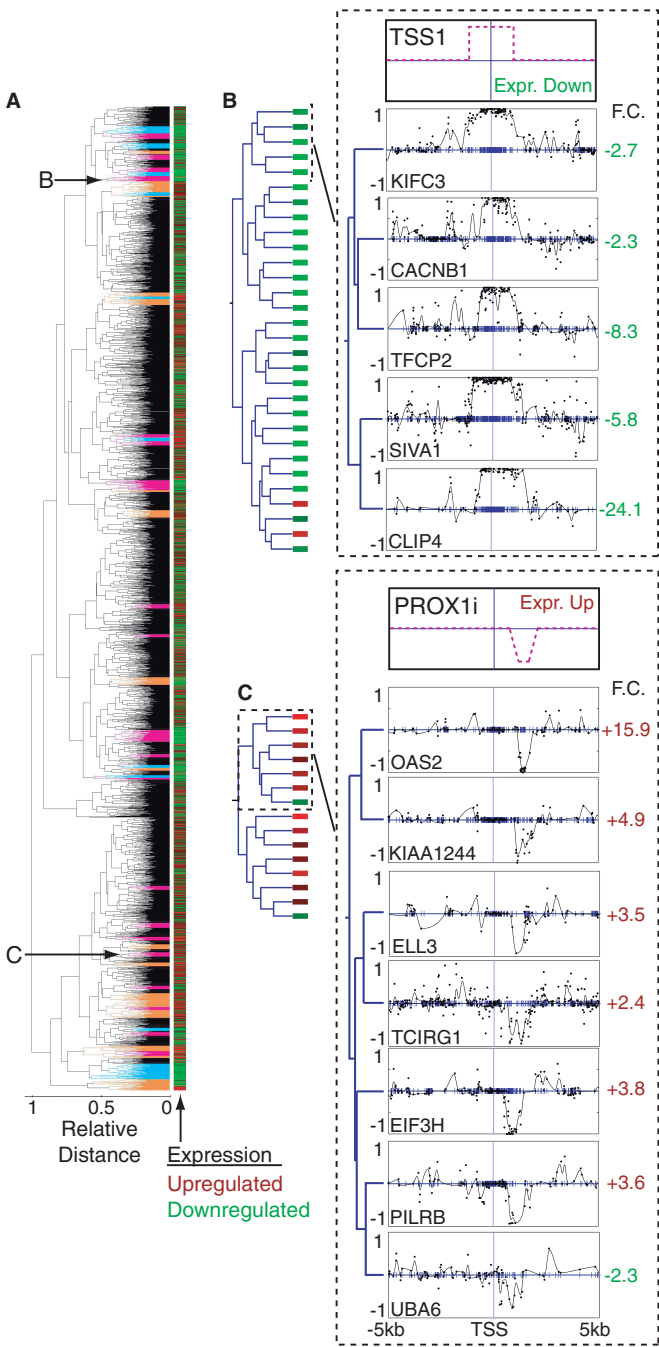 A
B
Relative
Distance
1
0.5
0
Expression
Upregulated
Downregulated
B
C
TSS1
Expr. Down
F.C.
1
-1
KIFC3
-2.7
1
-1
CACNB1
-2.3
1
-1
TFCP2
-8.3
1
-1
SIVA1
-5.8
1
-1
CLIP4
-24.1
C
PROX1i
Expr. Up
F.C.
1
-1
OAS2
+15.9
1
-1
KIAA1244
+4.9
1
-1
ELL3
+3.5
1
-1
TCIRG1
+2.4
1
-1
EIF3H
+3.8
1
-1
PILRB
+3.6
1
-1
UBA6
-2.3
-5kb
TSS
5kb